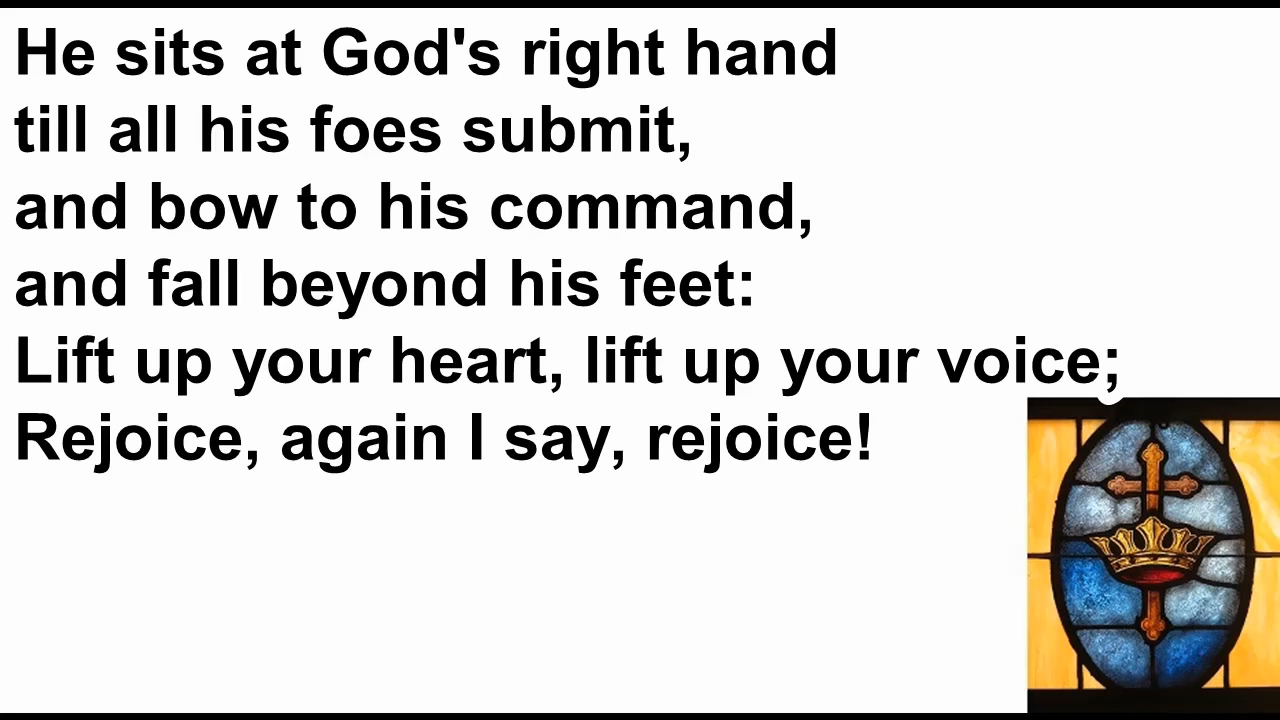 He sits at God's right hand
till all his foes submit,
and bow to his command,
and fall beyond his feet:
Lift up your heart, lift up your voice;
Rejoice, again I say, rejoice!